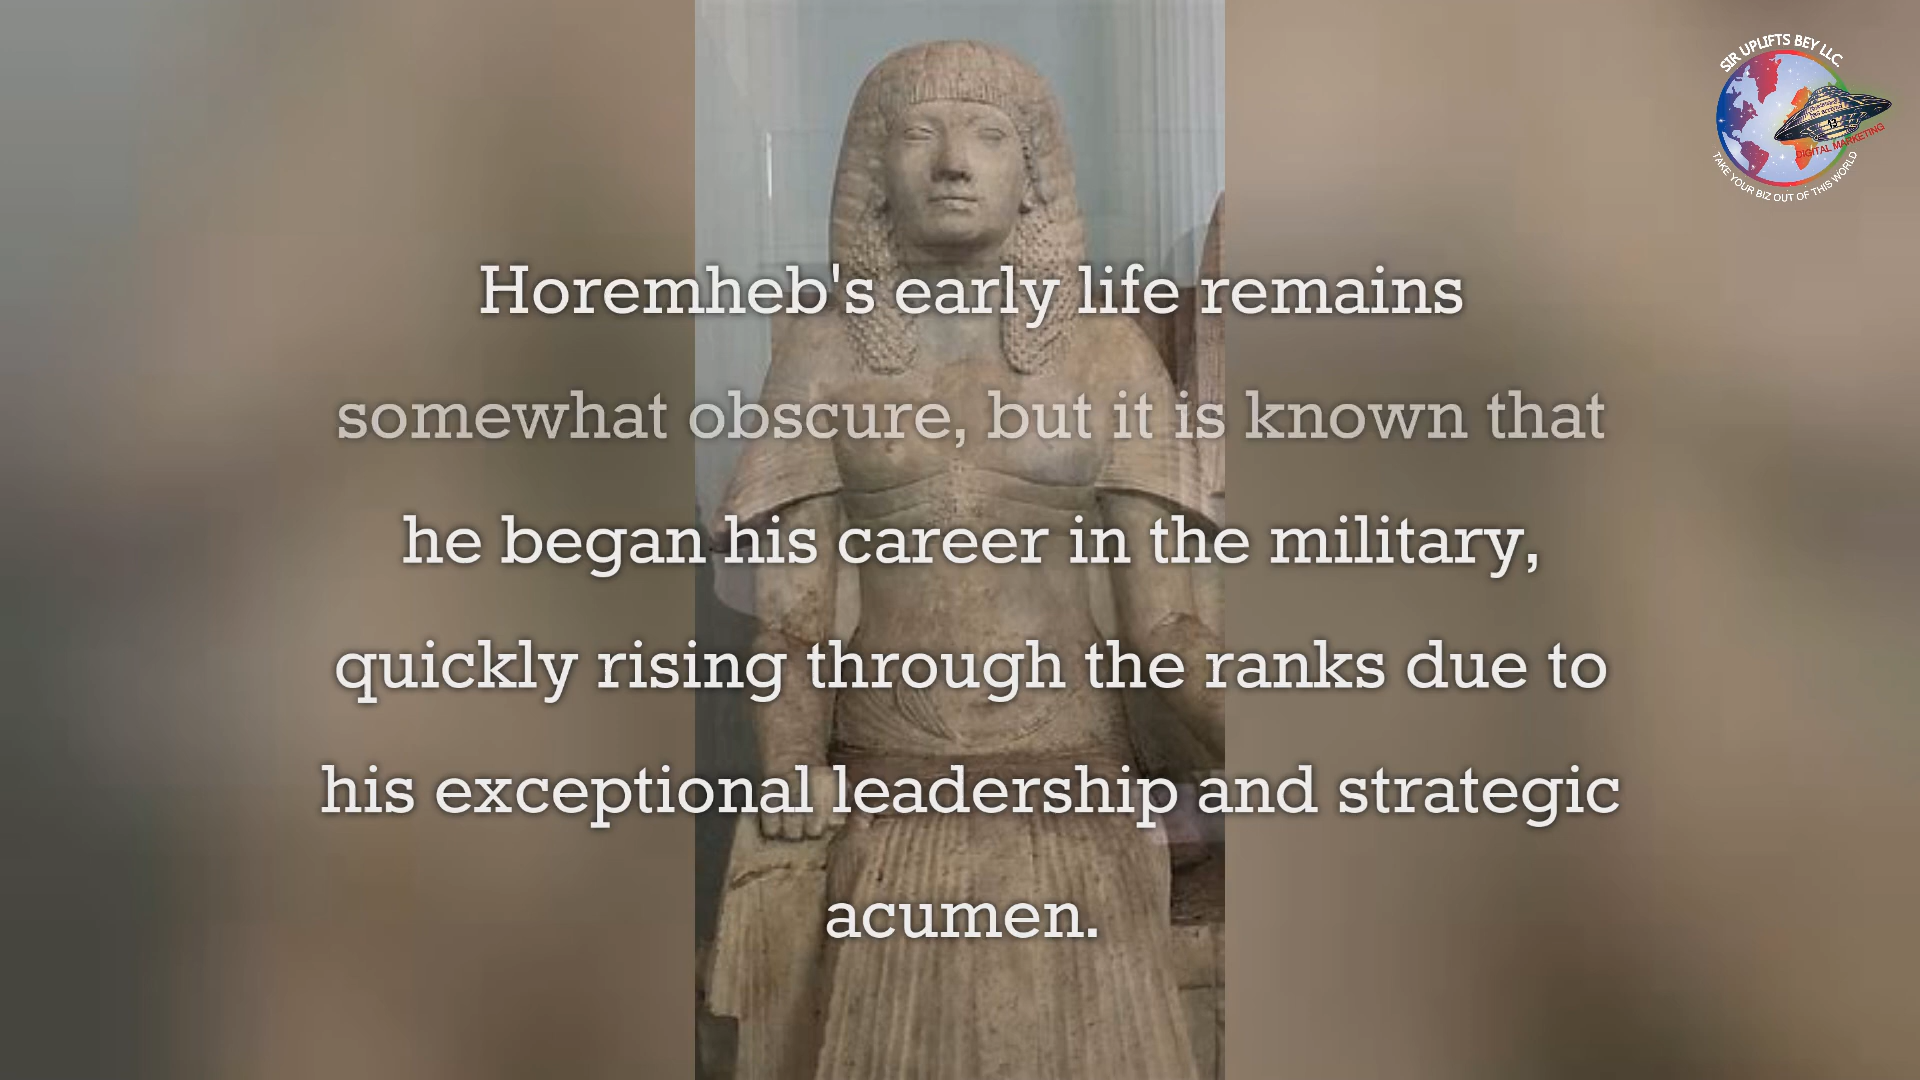 SIR UPLIFTS BEY LLC.
DIGITAL MARKETING
TAKE YOUR BIZ OUT OF THIS WORLD
Horemheb's early life remains
somewhat obscure, but it is known that
he began his career in the military,
quickly rising through the ranks due to
his exceptional leadership and strategic
acumen.